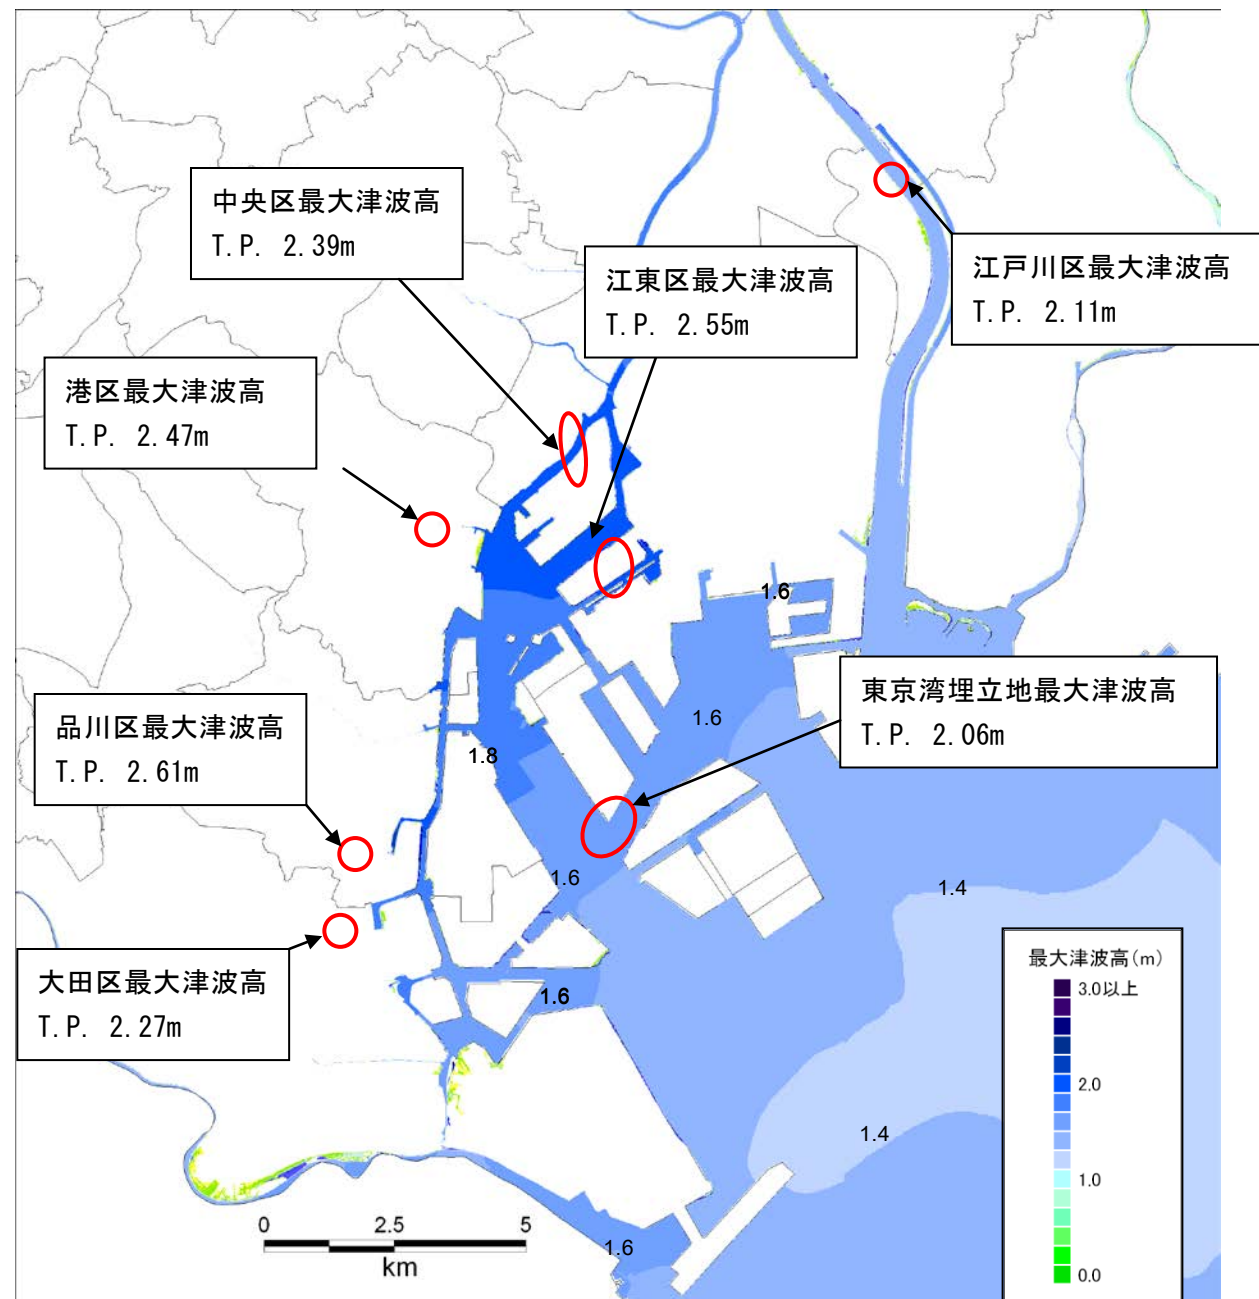 中央区最大津波高
T.P. 2.39m
江東区最大津波高
T.P. 2.55m
江戸川区最大津波高
T.P. 2.11m
港区最大津波高
T.P. 2.47m
1.6
東京湾埋立地最大津波高
T.P. 2.06m
品川区最大津波高
T.P. 2.61m
1.6
1.8
1.6
1.4
大田区最大津波高
T.P. 2.27m
1.6
最大津波高(m)
3.0以上
2.0
1.0
0.0
1.4
0 2.5 5
km
1.6